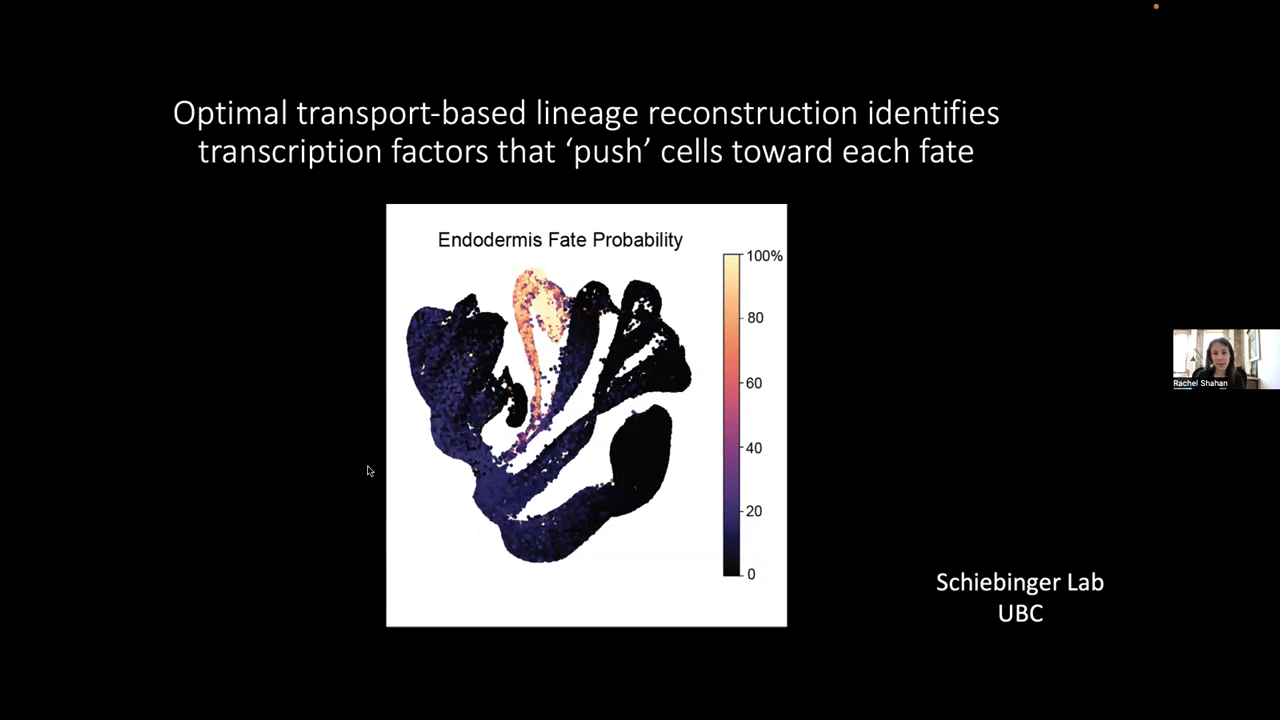 Optimal transport-based lineage reconstruction identifies
transcription factors that ‘push’ cells toward each fate
Endodermis Fate Probability
100%
80
60
40
20
0
Rachel Shahan
Schiebinger Lab
UBC